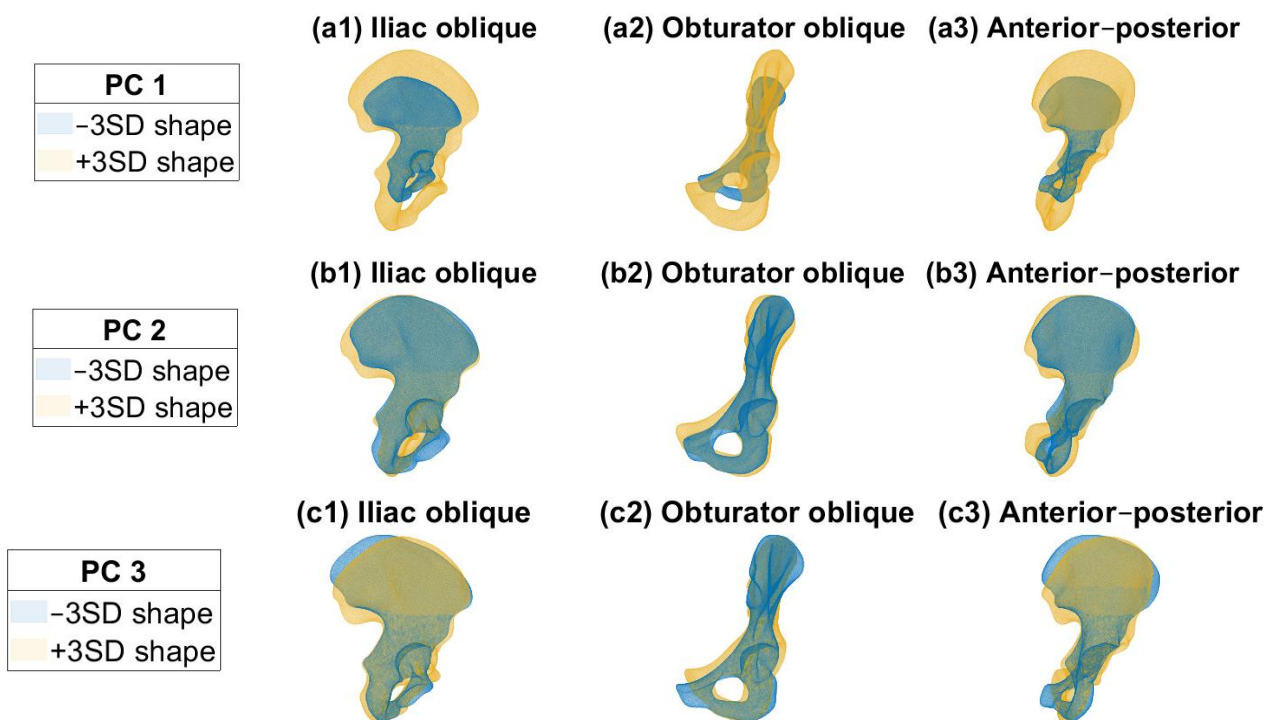 (a1) Iliac oblique
(a2) Obturator oblique
(a3) Anterior−posterior
PC 1
−3SD shape
+3SD shape
(b1) Iliac oblique
(b2) Obturator oblique
(b3) Anterior−posterior
PC 2
−3SD shape
+3SD shape
(c1) Iliac oblique
(c2) Obturator oblique
(c3) Anterior−posterior
PC 3
−3SD shape
+3SD shape